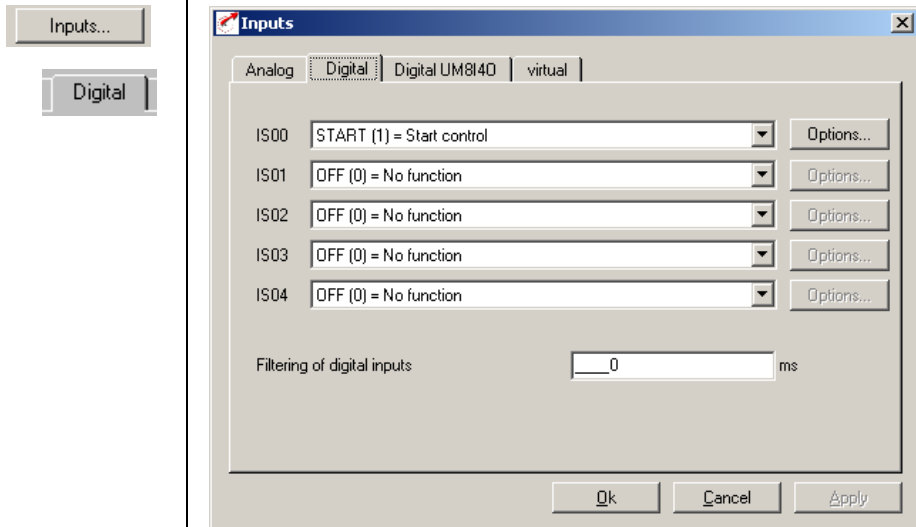 Inputs...
Digital
Inputs
Analog Digital Digital UM8I4O virtual
IS00 START (1) = Start control Options...
IS01 OFF (0) = No function Options...
IS02 OFF (0) = No function Options...
IS03 OFF (0) = No function Options...
IS04 OFF (0) = No function Options...
Filtering of digital inputs ____0 ms
Ok Cancel Apply